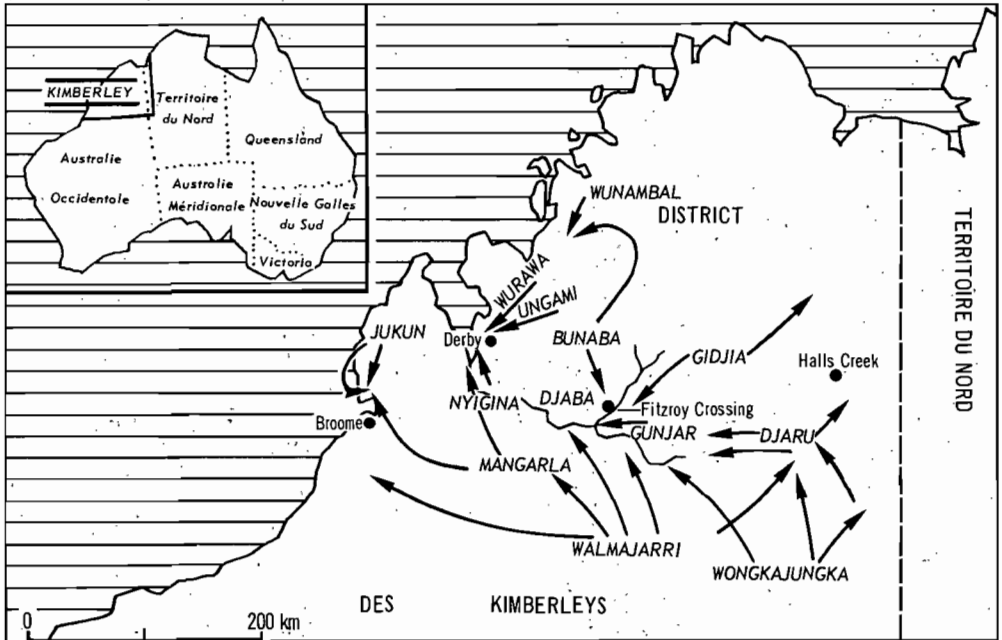 KIMBERLEY
Territoire
du Nord
Queensland
Australie
Occidentale
Australie
Méridionale
Nouvelle Galles
du Sud
Victoria
WUNAMBAL
DISTRICT
WURAWA
UNGAMI
JUKUN
Derby
BUNABA
GIDJIA
Halls Creek
NYIGINA
DJABA
Fitzroy Crossing
Broome
GUNJAR
DJARU
MANGARLA
WALMAJARRI
WONGKAJUNGKA
DES KIMBERLEYS
0 200 km
TERRITOIRE DU NORD